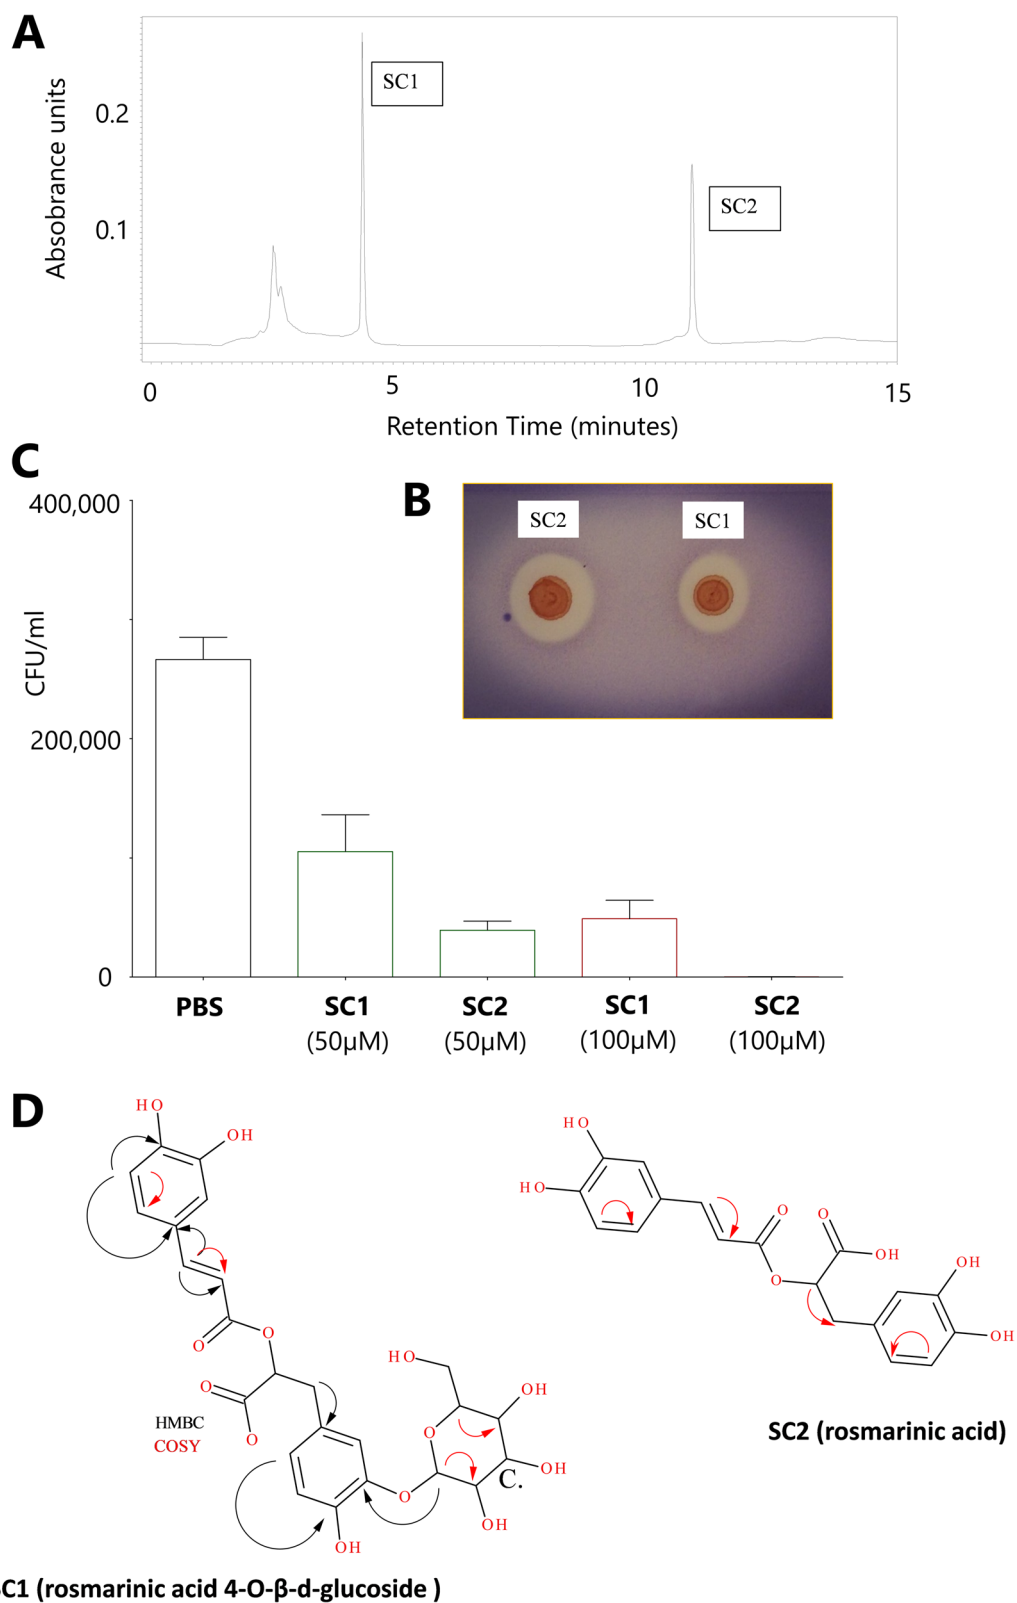 A
SC1
0.2
SC2
0.1
Absobrance units
0
5
10
15
Retention Time (minutes)
C
B
400,000
SC2
SC1
CFU/ml
200,000
0
PBS
SC1
SC2
SC1
SC2
(50µM)
(50µM)
(100µM)
(100µM)
D
HO
OH
O
O
O
O
HMBC
COSY
HO
OH
O
OH
C.
O
OH
OH
HO
HO
O
O
O
OH
OH
OH
SC2 (rosmarinic acid)
C1 (rosmarinic acid 4-O-β-d-glucoside )